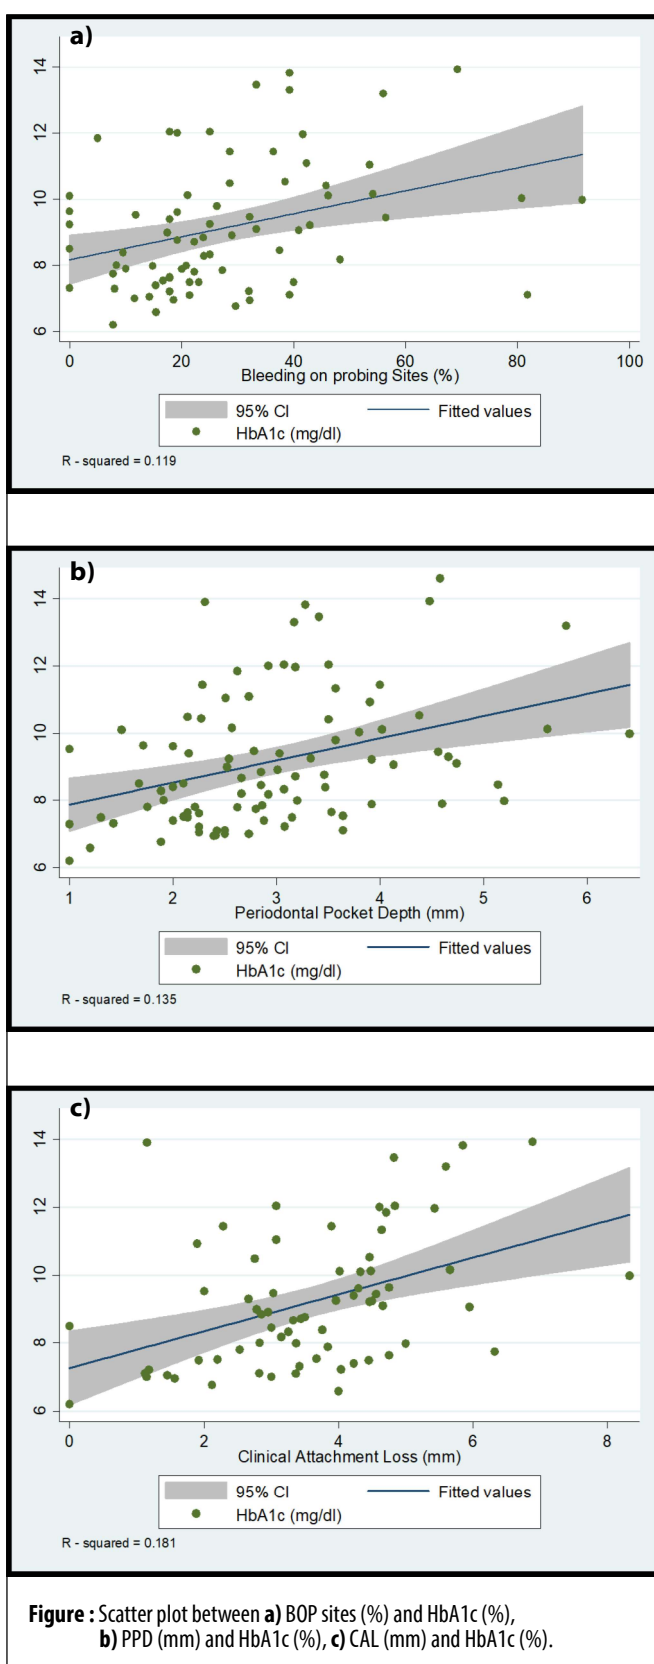 a)
14
12
10
8
6
0 20 40 60 80 100
Bleeding on probing Sites (%)
95% CI Fitted values
HbA1c (mg/dl)
R - squared = 0.119
b)
14
12
10
8
6
1 2 3 4 5 6
Periodontal Pocket Depth (mm)
95% CI Fitted values
HbA1c (mg/dl)
R - squared = 0.135
c)
14
12
10
8
6
0 2 4 6 8
Clinical Attachment Loss (mm)
95% CI Fitted values
HbA1c (mg/dl)
R - squared = 0.181
Figure : Scatter plot between a) BOP sites (%) and HbA1c (%),
b) PPD (mm) and HbA1c (%), c) CAL (mm) and HbA1c (%).